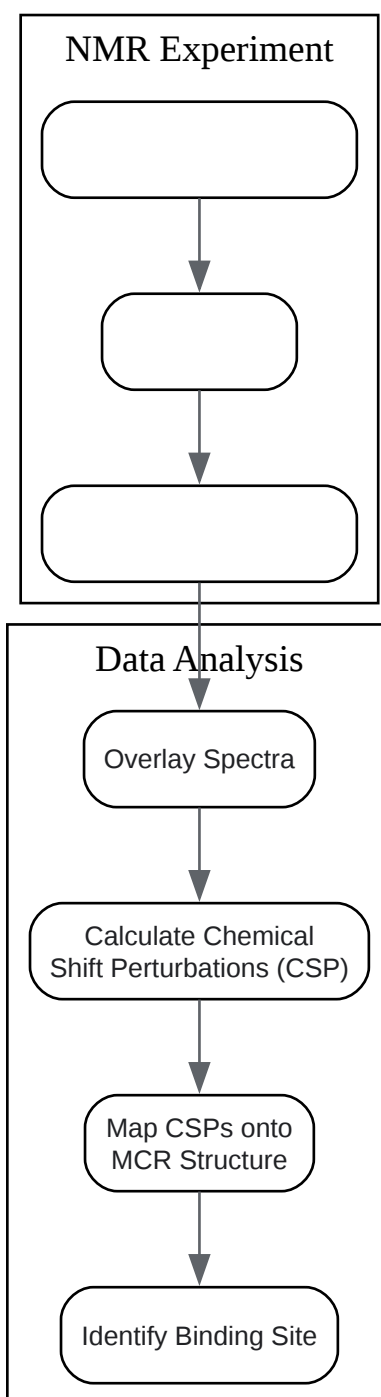 NMR Experiment
Data Analysis
Overlay Spectra
Calculate Chemical
Shift Perturbations (CSP)
Map CSPs onto
MCR Structure
Identify Binding Site